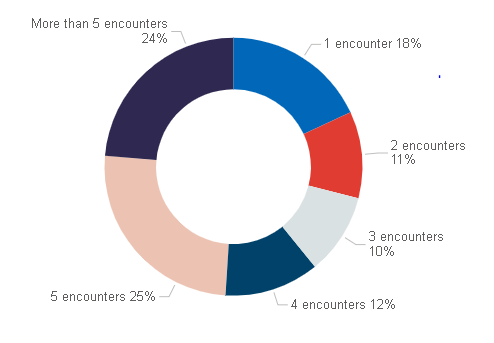 More than 5 encounters
24%
1 encounter 18%
2 encounters
11%
3 encounters
10%
4 encounters 12%
5 encounters 25%